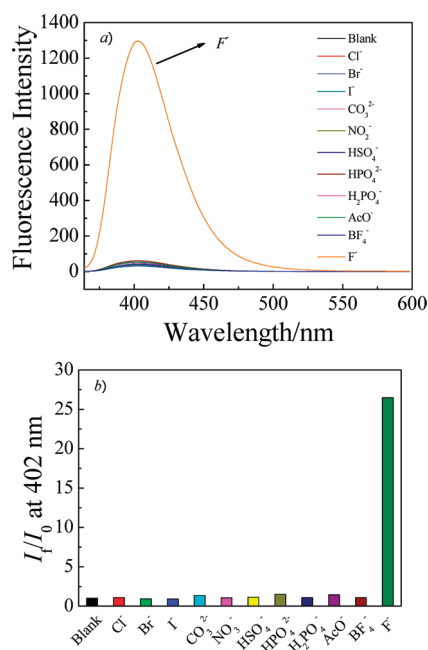 1400
1200
1000
800
600
400
200
0
Fluorescence Intensity
a)
F⁻
Blank
Cl⁻
Br⁻
I⁻
CO₃²⁻
NO₂⁻
HSO₄⁻
HPO₄²⁻
H₂PO₄⁻
AcO⁻
BF₄⁻
F⁻
400 450 500 550 600
Wavelength/nm
b)
30
25
20
15
10
5
0
I_f/I_0 at 402 nm
Blank Cl⁻ Br⁻ I⁻ CO₃²⁻ NO₃⁻ HSO₄⁻ HPO₄²⁻ H₂PO₄⁻ AcO⁻ BF₄⁻ F⁻